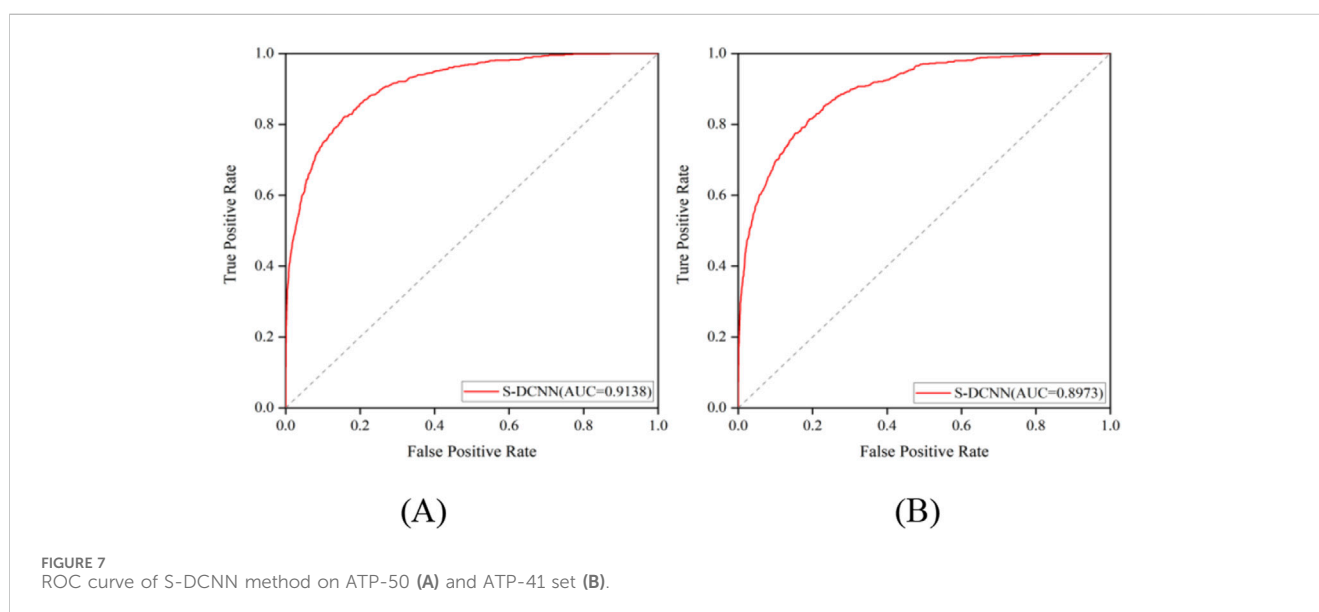 1.0
0.8
0.6
0.4
0.2
0.0
True Positive Rate
S-DCNN(AUC=0.9138)
0.0 0.2 0.4 0.6 0.8 1.0
False Positive Rate
(A)
1.0
0.8
0.6
0.4
0.2
0.0
Ture Positive Rate
S-DCNN(AUC=0.8973)
0.0 0.2 0.4 0.6 0.8 1.0
False Positive Rate
(B)
FIGURE 7
ROC curve of S-DCNN method on ATP-50 (A) and ATP-41 set (B).